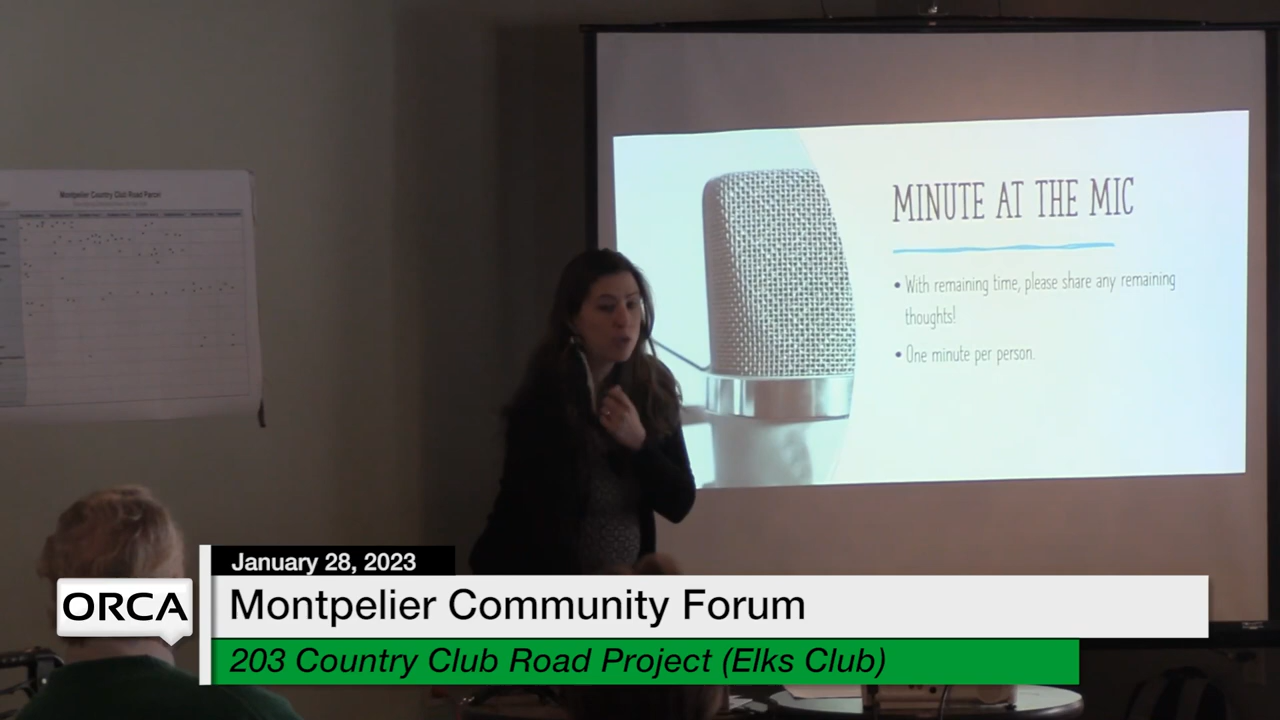 Montpelier Country Club Road Parcel
MINUTE AT THE MIC
• With remaining time, please share any remaining
thoughts!
• One minute per person.
January 28, 2023
ORCA
Montpelier Community Forum
203 Country Club Road Project (Elks Club)